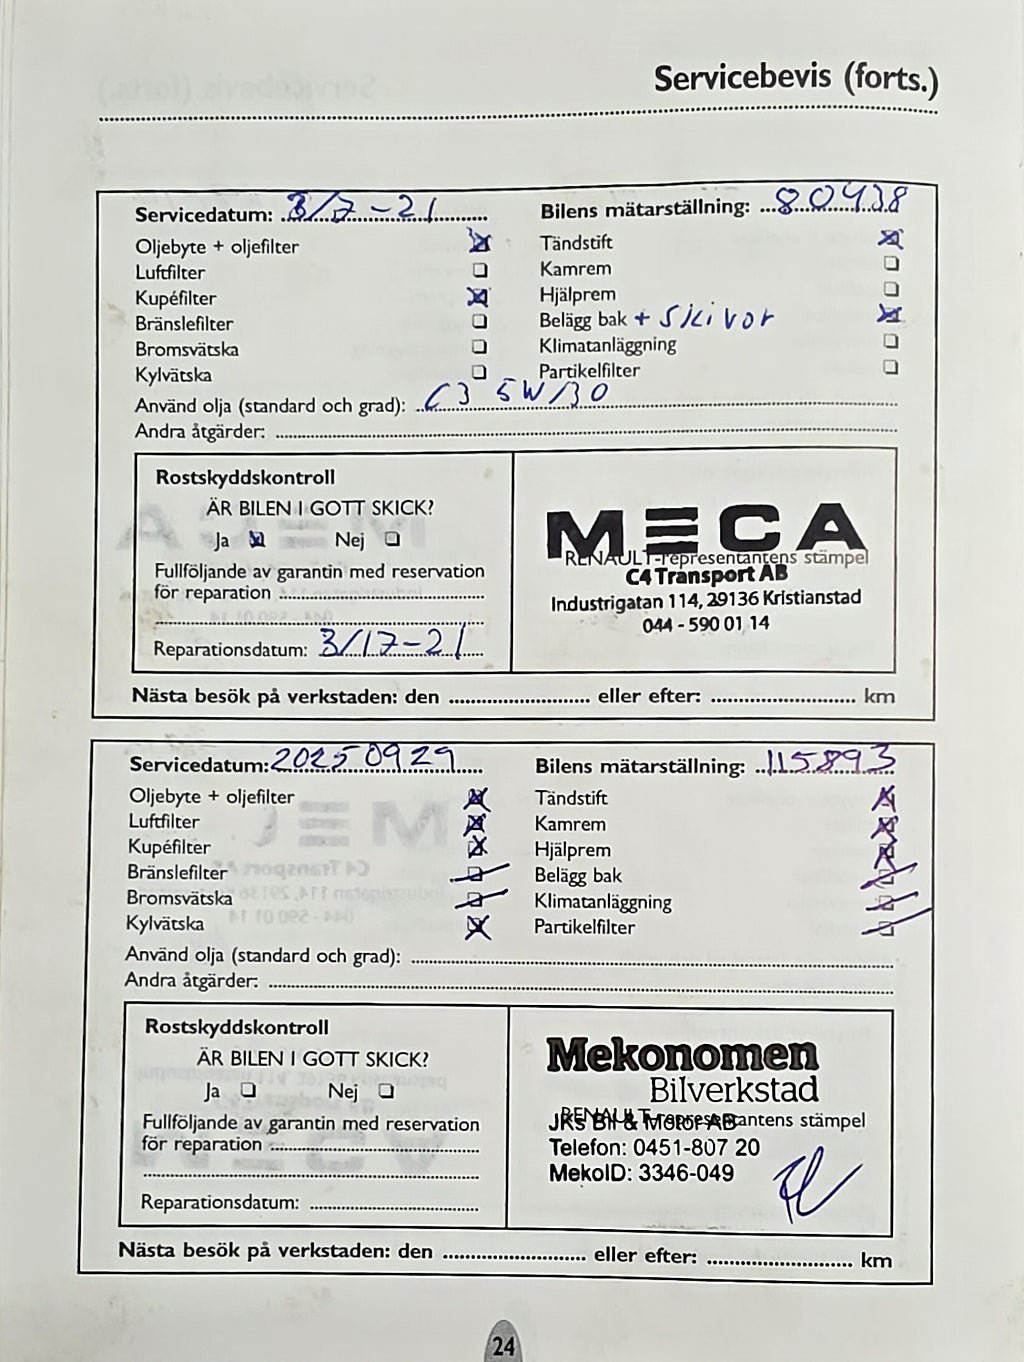 Servicebevis (forts.)
Servicedatum: 3/7-21 Bilens mätarställning: 80438
Oljebyte + oljefilter Tändstift
Luftfilter Kamrem
Kupéfilter Hjälprem
Bränslefilter Belägg bak + skivor
Bromsvätska Klimatanläggning
Kylvätska Partikelfilter
Använd olja (standard och grad): C3 5W/30
Andra åtgärder:
Rostskyddskontroll
ÄR BILEN I GOTT SKICK?
Ja Nej
Fullföljande av garantin med reservation
för reparation
Reparationsdatum: 3/17-21
MECA
RENAULT-representantens stämpel
C4 Transport AB
Industrigatan 114, 29136 Kristianstad
044 - 590 01 14
Nästa besök på verkstaden: den eller efter: km
Servicedatum: 20250929 Bilens mätarställning: 115893
Oljebyte + oljefilter Tändstift
Luftfilter Kamrem
Kupéfilter Hjälprem
Bränslefilter Belägg bak
Bromsvätska Klimatanläggning
Kylvätska Partikelfilter
Använd olja (standard och grad):
Andra åtgärder:
Rostskyddskontroll
ÄR BILEN I GOTT SKICK?
Ja Nej
Fullföljande av garantin med reservation
för reparation
Reparationsdatum:
Mekonomen
Bilverkstad
RENAULT-representantens stämpel
JKs Bil & Motor AB
Telefon: 0451-807 20
MekoID: 3346-049
Nästa besök på verkstaden: den eller efter: km
24